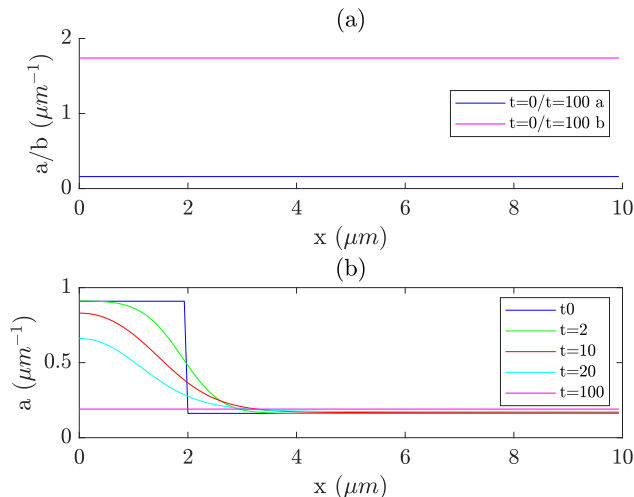 (a)
2
1
0
a/b (μm⁻¹)
t=0/t=100 a
t=0/t=100 b
0 2 4 6 8 10
x (μm)
(b)
1
0.5
0
a (μm⁻¹)
t0
t=2
t=10
t=20
t=100
0 2 4 6 8 10
x (μm)